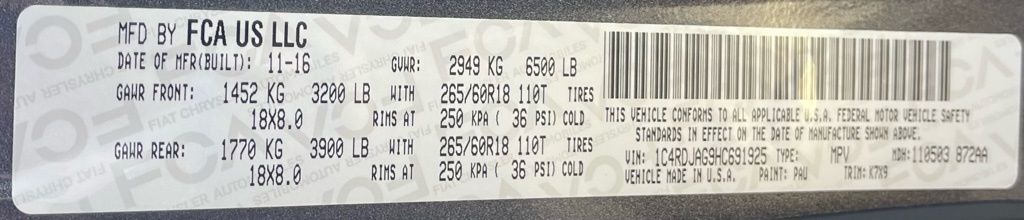 MFD BY FCA US LLC
DATE OF MFR(BUILT): 11-16 GVWR: 2949 KG 6500 LB
GAWR FRONT: 1452 KG 3200 LB WITH 265/60R18 110T TIRES
18X8.0 RIMS AT 250 KPA ( 36 PSI) COLD
GAWR REAR: 1770 KG 3900 LB WITH 265/60R18 110T TIRES
18X8.0 RIMS AT 250 KPA ( 36 PSI) COLD
THIS VEHICLE CONFORMS TO ALL APPLICABLE U.S.A. FEDERAL MOTOR VEHICLE SAFETY
STANDARDS IN EFFECT ON THE DATE OF MANUFACTURE SHOWN ABOVE.
VIN: 1C4RDJAG9HC691925 TYPE: MPV MDH: 110503 872AA
VEHICLE MADE IN U.S.A. PAINT: PAU TRIM: K7X9